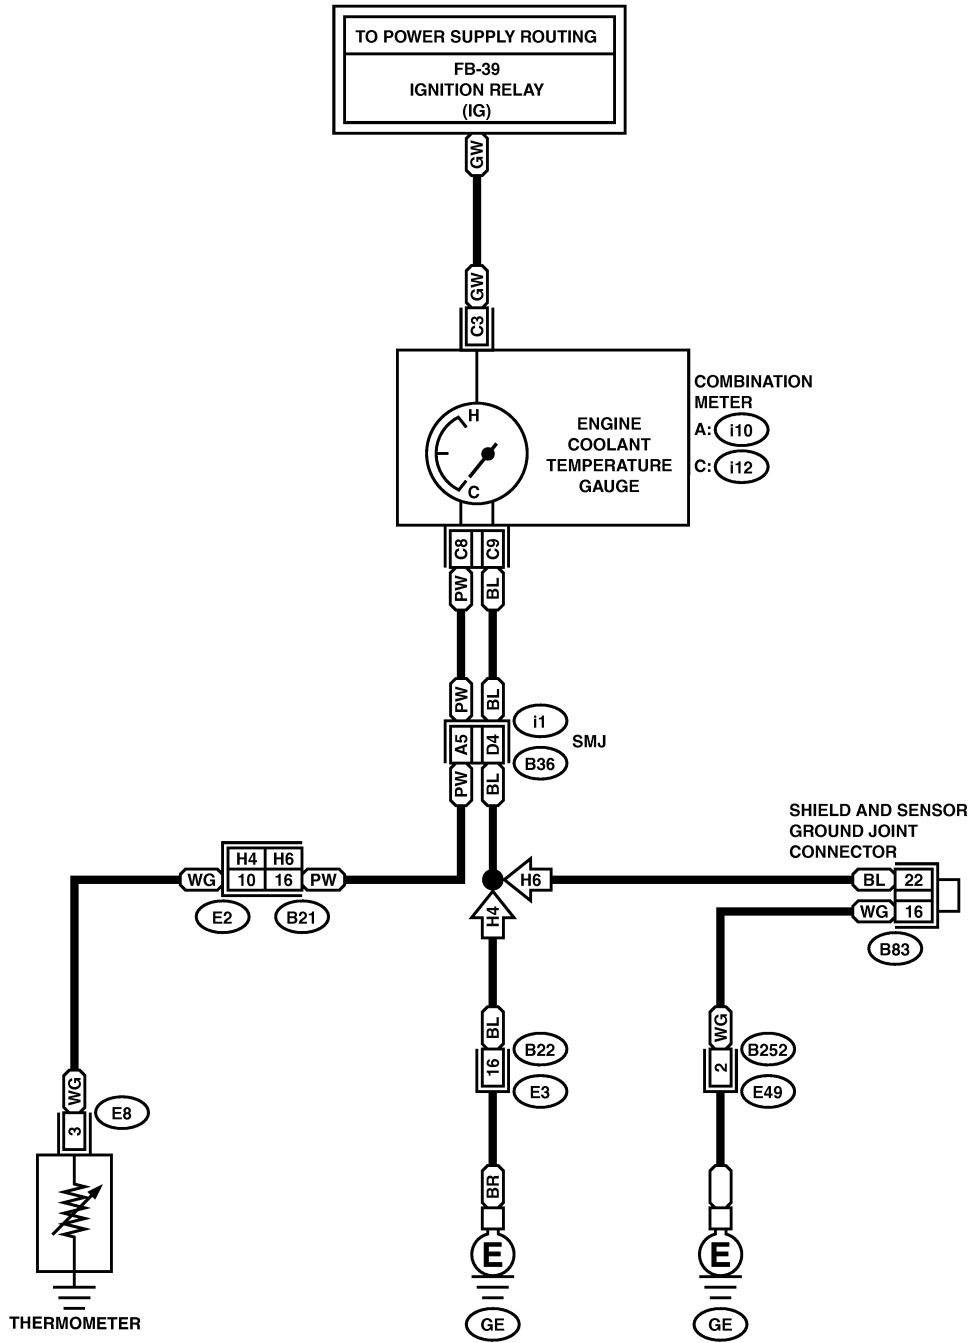 TO POWER SUPPLY ROUTING
FB-39
IGNITION RELAY
(IG)
GW
GW
C3
COMBINATION
METER
A: i10
C: i12
H
C
ENGINE
COOLANT
TEMPERATURE
GAUGE
C8 C9
PW BL
PW BL
i1
A5 D4
SMJ
B36
PW BL
SHIELD AND SENSOR
GROUND JOINT
CONNECTOR
H4 H6
WG 10 16 PW
E2 B21
H6
BL 22
WG 16
B83
H4
BL
B22
16
E3
BR
E
GE
WG
B252
2
E49
E
GE
WG
E8
3
THERMOMETER